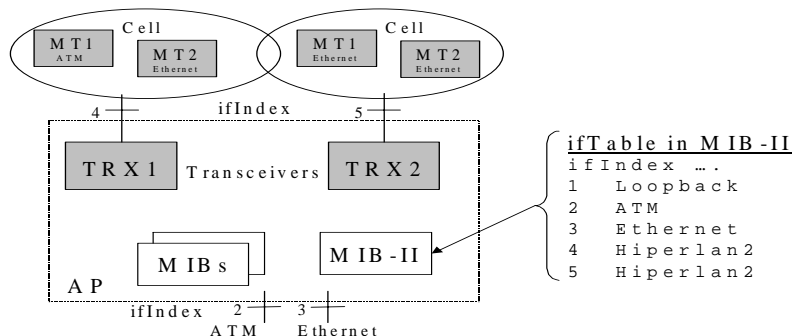 Cell
MT1
ATM
MT2
Ethernet
Cell
MT1
Ethernet
MT2
Ethernet
4
ifIndex
5
TRX1
Transceivers
TRX2
MIBs
MIB-II
AP
ifIndex
2
3
ATM
Ethernet
ifTable in MIB-II
ifIndex ….
1 Loopback
2 ATM
3 Ethernet
4 Hiperlan2
5 Hiperlan2